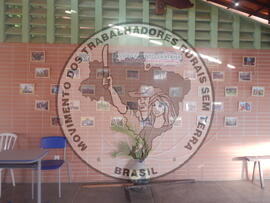 MOVIMENTO DOS TRABALHADORES RURAIS SEM TERRA
BRASIL